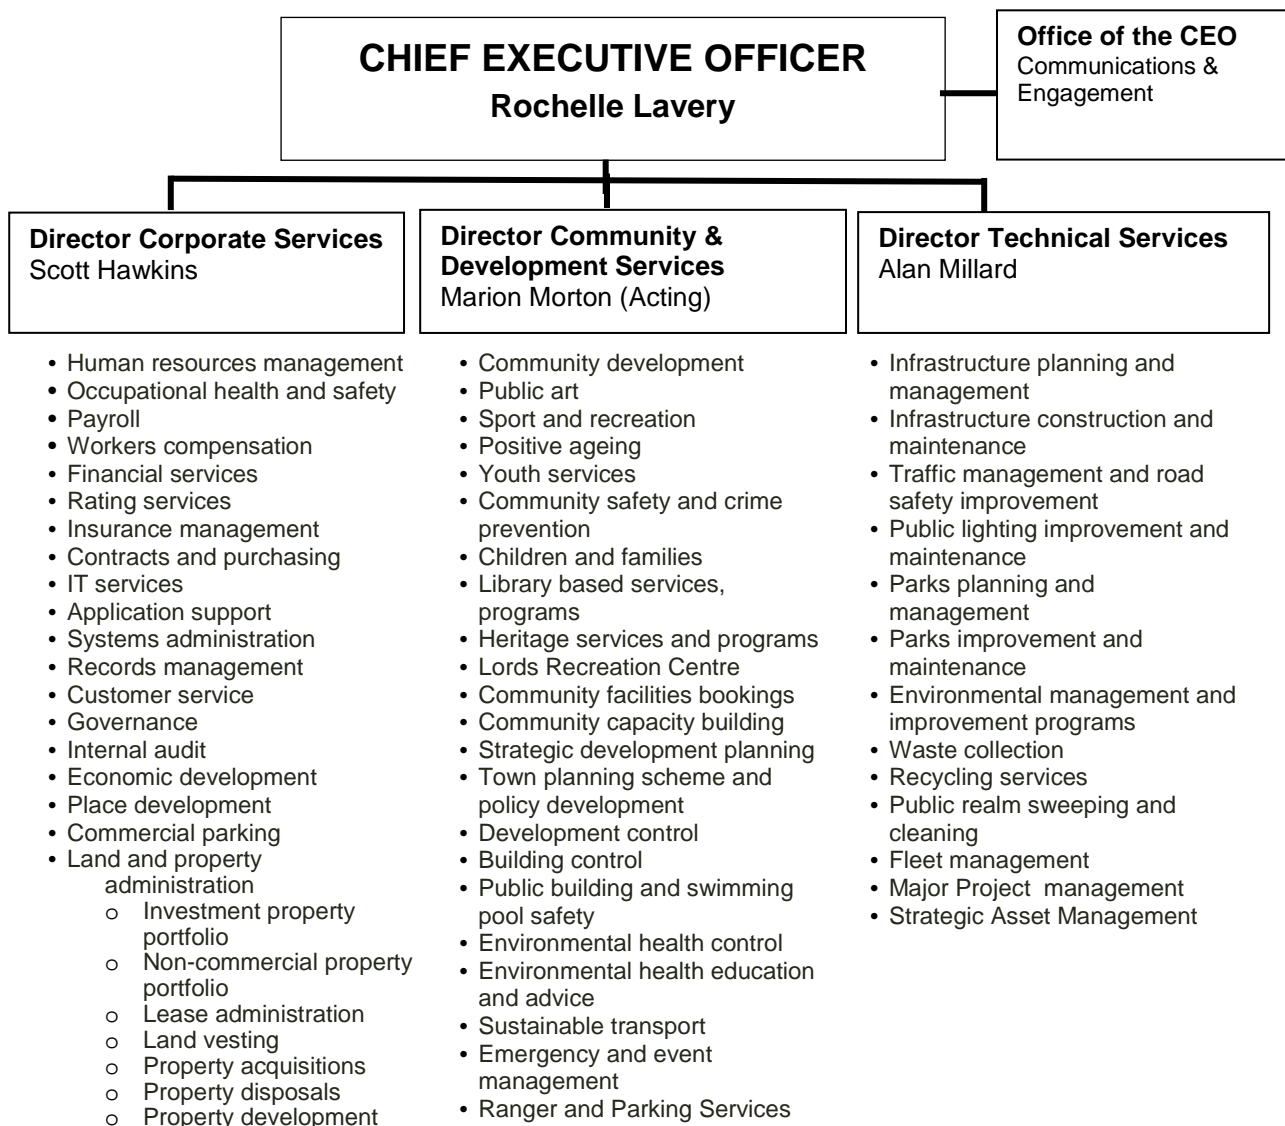 CHIEF EXECUTIVE OFFICER
Rochelle Lavery
Office of the CEO
Communications &
Engagement
Director Corporate Services
Scott Hawkins
• Human resources management
• Occupational health and safety
• Payroll
• Workers compensation
• Financial services
• Rating services
• Insurance management
• Contracts and purchasing
• IT services
• Application support
• Systems administration
• Records management
• Customer service
• Governance
• Internal audit
• Economic development
• Place development
• Commercial parking
• Land and property
administration
o Investment property
portfolio
o Non-commercial property
portfolio
o Lease administration
o Land vesting
o Property acquisitions
o Property disposals
o Property development
Director Community &
Development Services
Marion Morton (Acting)
• Community development
• Public art
• Sport and recreation
• Positive ageing
• Youth services
• Community safety and crime
prevention
• Children and families
• Library based services,
programs
• Heritage services and programs
• Lords Recreation Centre
• Community facilities bookings
• Community capacity building
• Strategic development planning
• Town planning scheme and
policy development
• Development control
• Building control
• Public building and swimming
pool safety
• Environmental health control
• Environmental health education
and advice
• Sustainable transport
• Emergency and event
management
• Ranger and Parking Services
Director Technical Services
Alan Millard
• Infrastructure planning and
management
• Infrastructure construction and
maintenance
• Traffic management and road
safety improvement
• Public lighting improvement and
maintenance
• Parks planning and
management
• Parks improvement and
maintenance
• Environmental management and
improvement programs
• Waste collection
• Recycling services
• Public realm sweeping and
cleaning
• Fleet management
• Major Project  management
• Strategic Asset Management